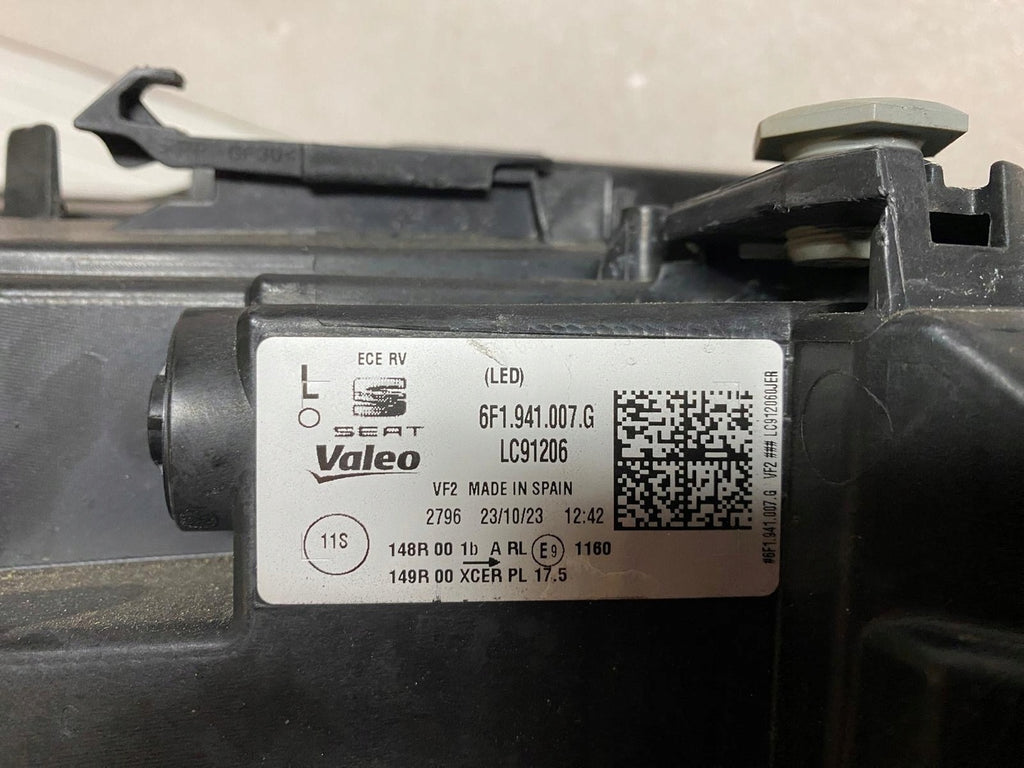 ECE RV
L
O
SEAT
Valeo
(LED)
6F1.941.007.G
LC91206
VF2 MADE IN SPAIN
2796 23/10/23 12:42
11S
148R 00 1b A RL E9 1160
149R 00 XCER PL 17.5
#6F1.941.007.G VF2 ### LC912060JER